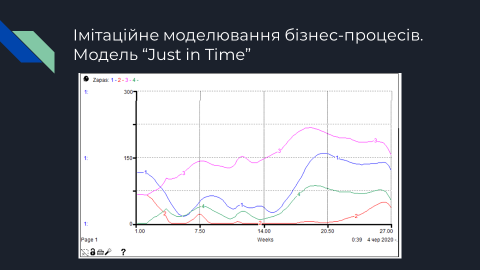 Імітаційне моделювання бізнес-процесів.
Модель “Just in Time”
Zapas: 1 - 2 - 3 - 4 -
1: 300
1: 150
1: 0
1.00 7.50 14.00 20.50 27.00
Page 1 Weeks 0:39 4 чер 2020 г
?